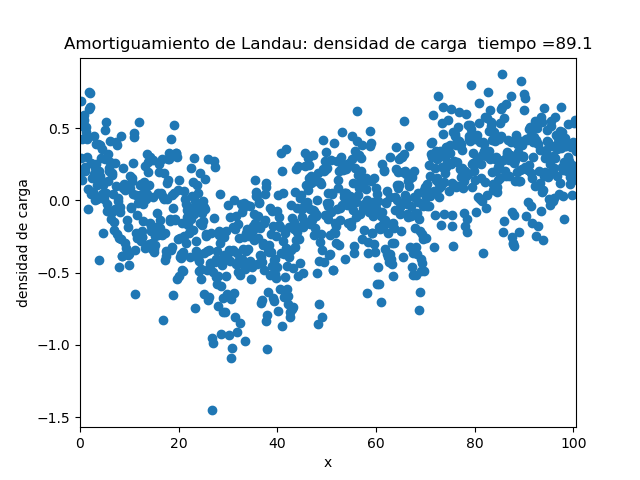 Amortiguamiento de Landau: densidad de carga  tiempo =89.1
densidad de carga
0.5
0.0
−0.5
−1.0
−1.5
0 20 40 60 80 100
x